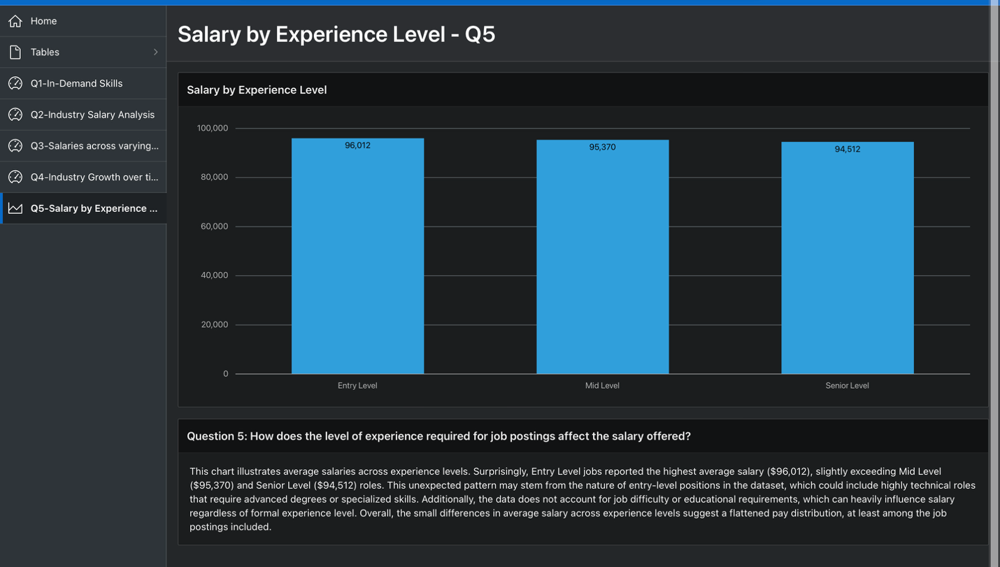 Home
Tables
Q1-In-Demand Skills
Q2-Industry Salary Analysis
Q3-Salaries across varying...
Q4-Industry Growth over ti...
Q5-Salary by Experience ...
Salary by Experience Level - Q5
Salary by Experience Level
100,000
80,000
60,000
40,000
20,000
0
96,012
95,370
94,512
Entry Level
Mid Level
Senior Level
Question 5: How does the level of experience required for job postings affect the salary offered?
This chart illustrates average salaries across experience levels. Surprisingly, Entry Level jobs reported the highest average salary ($96,012), slightly exceeding Mid Level
($95,370) and Senior Level ($94,512) roles. This unexpected pattern may stem from the nature of entry-level positions in the dataset, which could include highly technical roles
that require advanced degrees or specialized skills. Additionally, the data does not account for job difficulty or educational requirements, which can heavily influence salary
regardless of formal experience level. Overall, the small differences in average salary across experience levels suggest a flattened pay distribution, at least among the job
postings included.